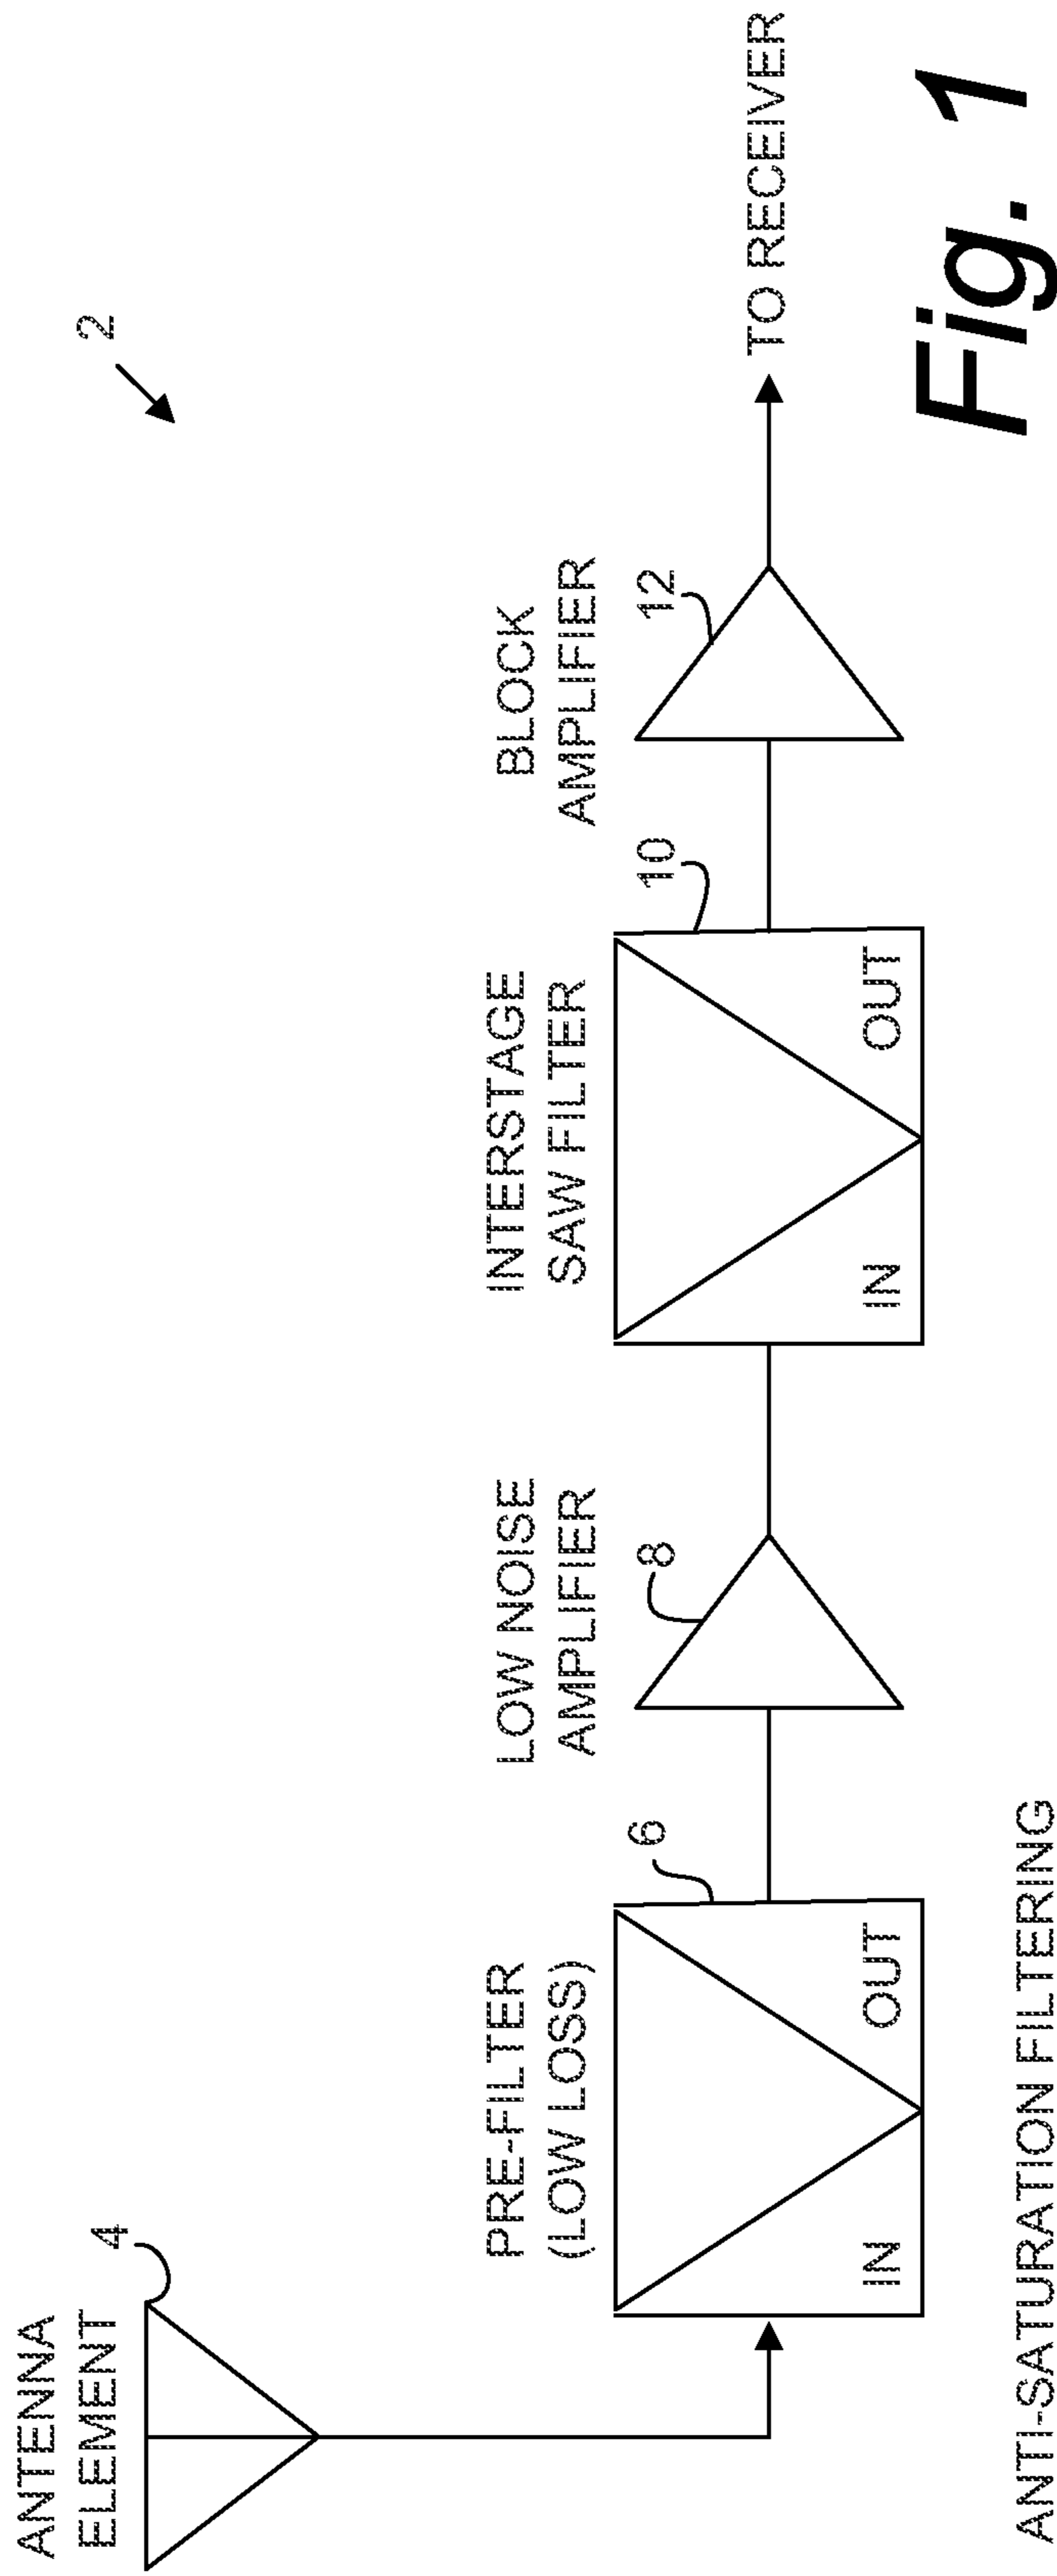 2
ANTENNA
ELEMENT
4
PRE-FILTER
(LOW LOSS)
6
IN
OUT
LOW NOISE
AMPLIFIER
8
INTERSTAGE
SAW FILTER
10
IN
OUT
BLOCK
AMPLIFIER
12
TO RECEIVER
ANTI-SATURATION FILTERING
Fig. 1